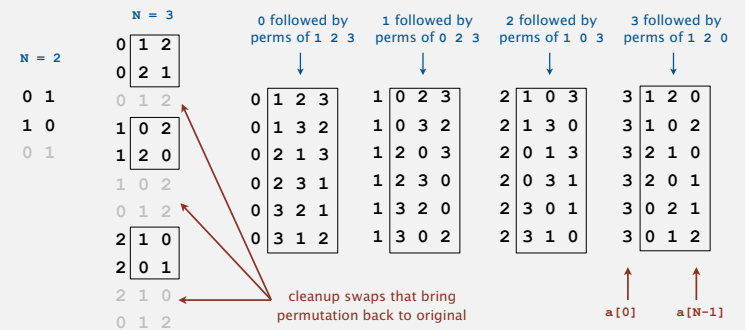 N = 2
0 1
1 0
0 1
N = 3
0 1 2
0 2 1
0 1 2
1 0 2
1 2 0
1 0 2
0 1 2
2 1 0
2 0 1
2 1 0
0 1 2
0 followed by
perms of 1 2 3
0 1 2 3
0 1 3 2
0 2 1 3
0 2 3 1
0 3 2 1
0 3 1 2
1 followed by
perms of 0 2 3
1 0 2 3
1 0 3 2
1 2 0 3
1 2 3 0
1 3 2 0
1 3 0 2
2 followed by
perms of 1 0 3
2 1 0 3
2 1 3 0
2 0 1 3
2 0 3 1
2 3 0 1
2 3 1 0
3 followed by
perms of 1 2 0
3 1 2 0
3 1 0 2
3 2 1 0
3 2 0 1
3 0 2 1
3 0 1 2
cleanup swaps that bring
permutation back to original
a[0]
a[N-1]